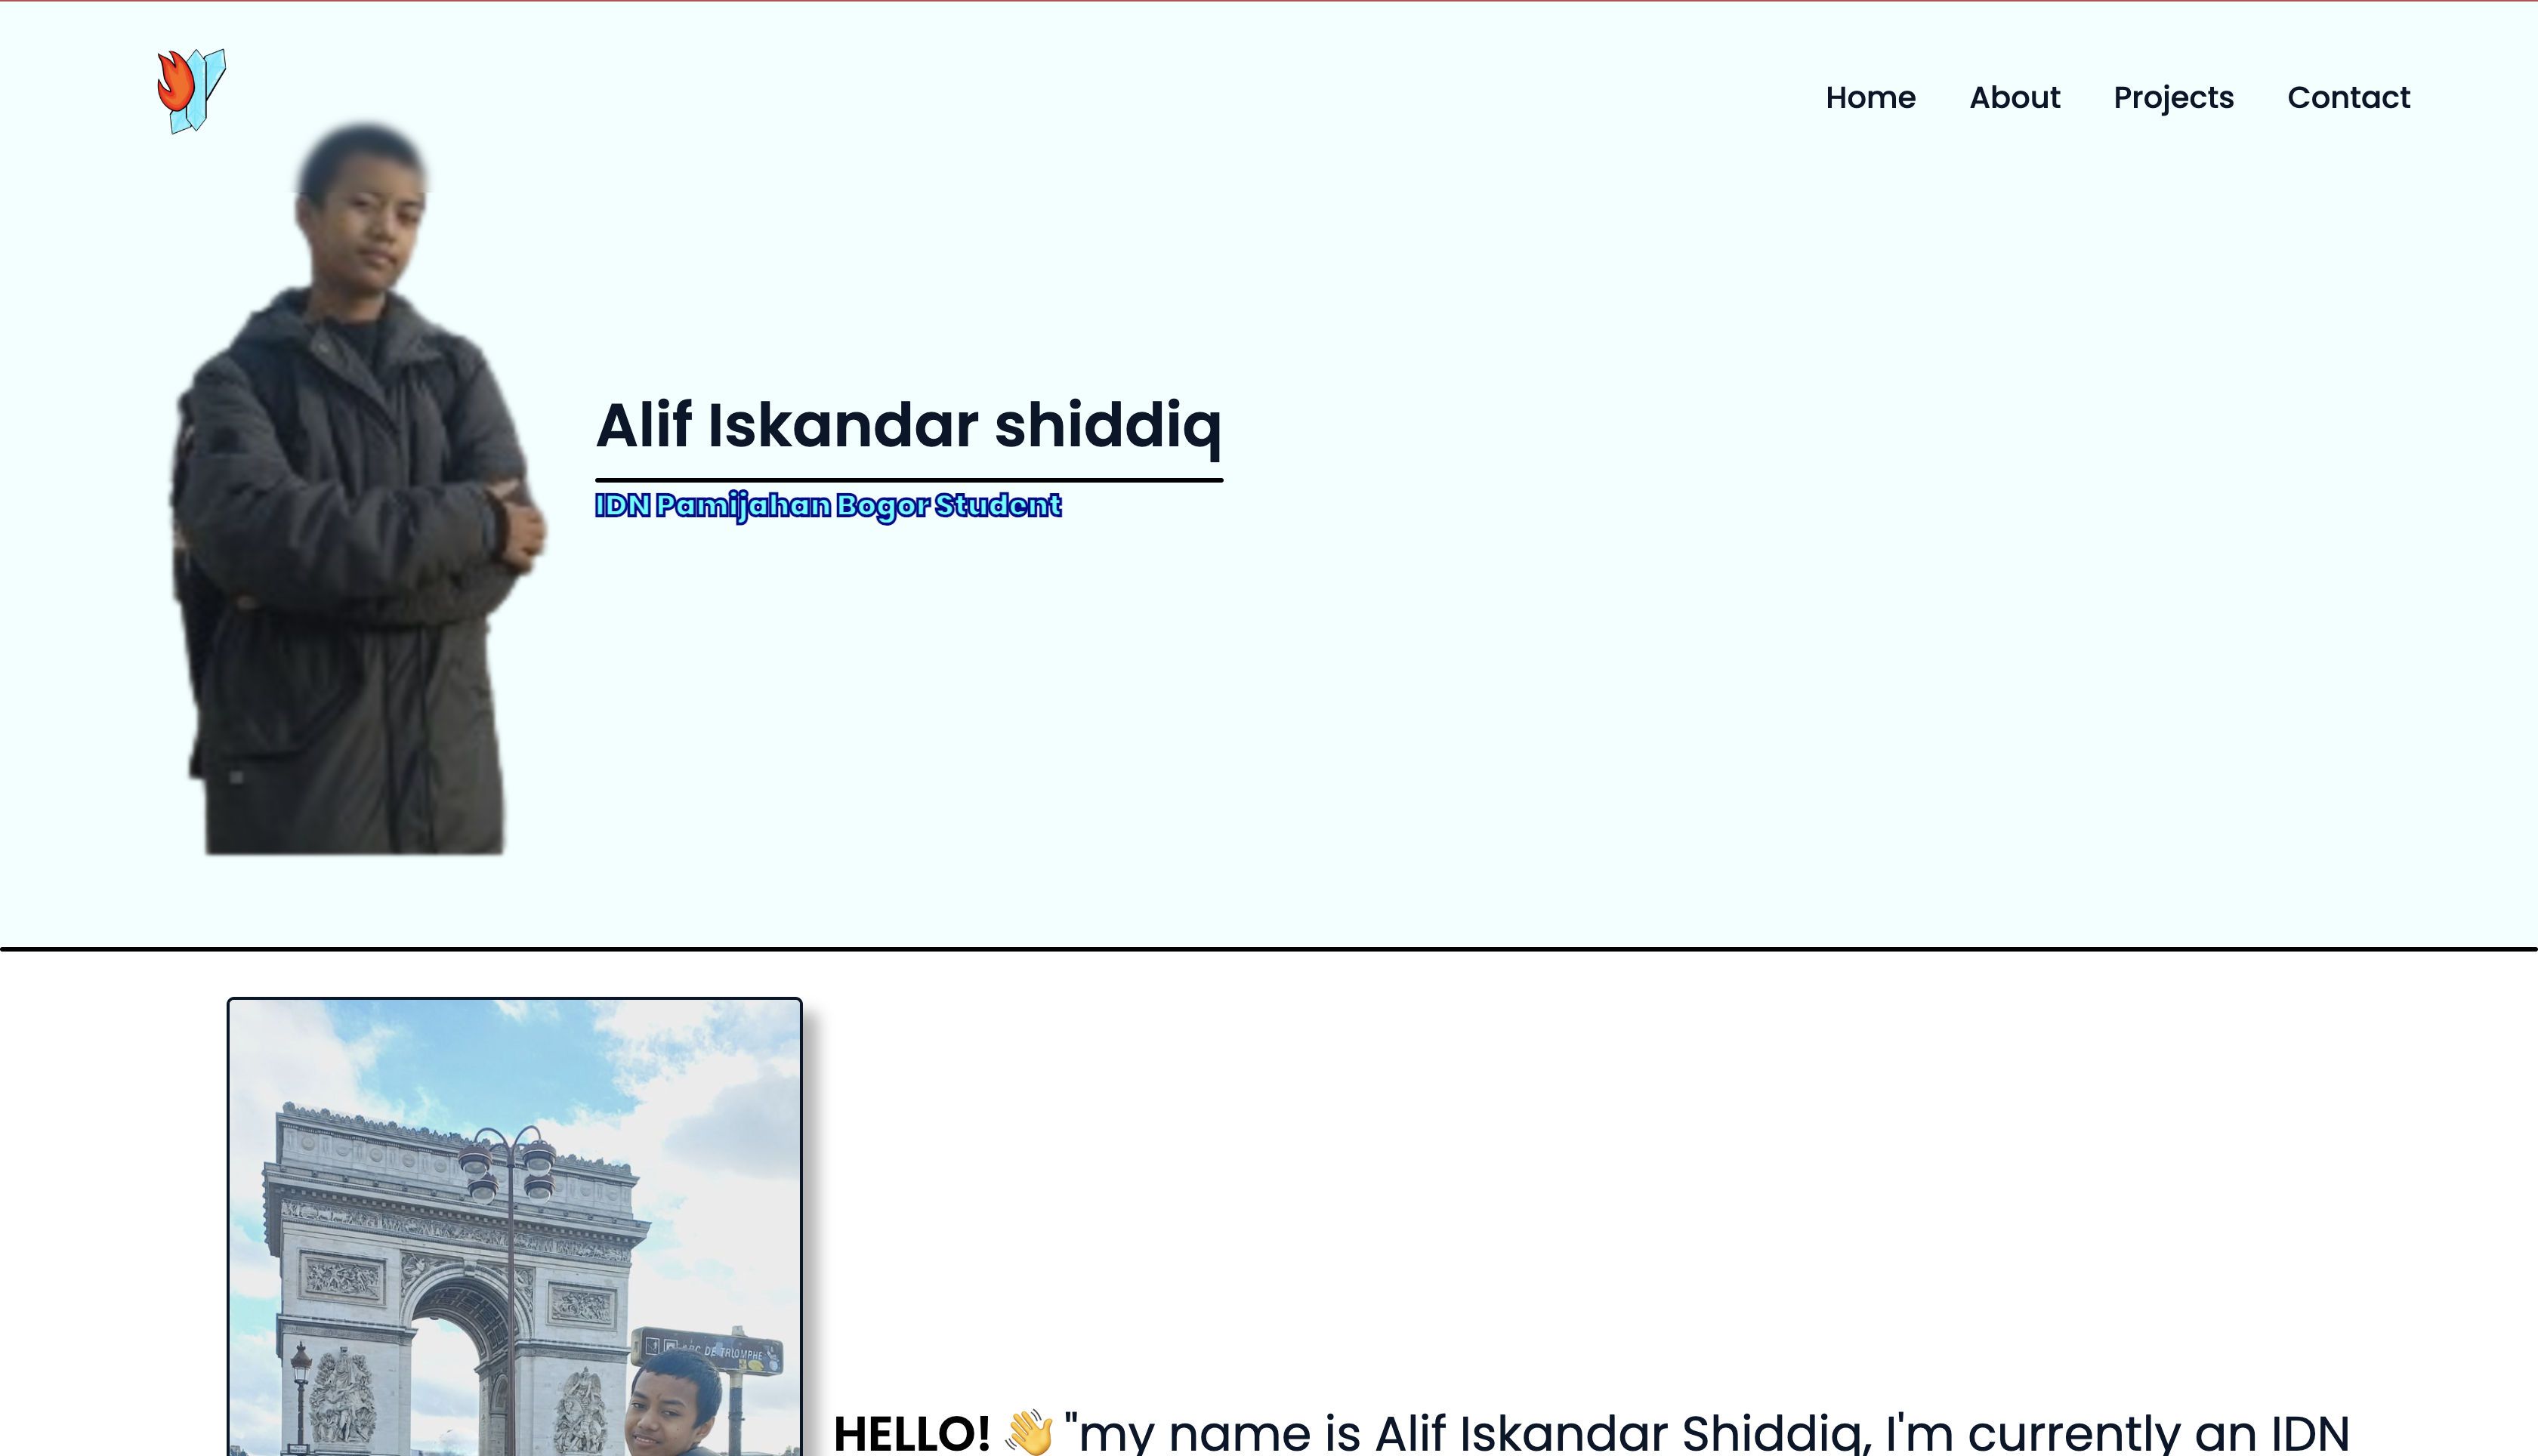 Home About Projects Contact
Alif Iskandar shiddiq
IDN Pamijahan Bogor Student
ARC DE TRIOMPHE
HELLO! 👋 "my name is Alif Iskandar Shiddiq, I'm currently an IDN